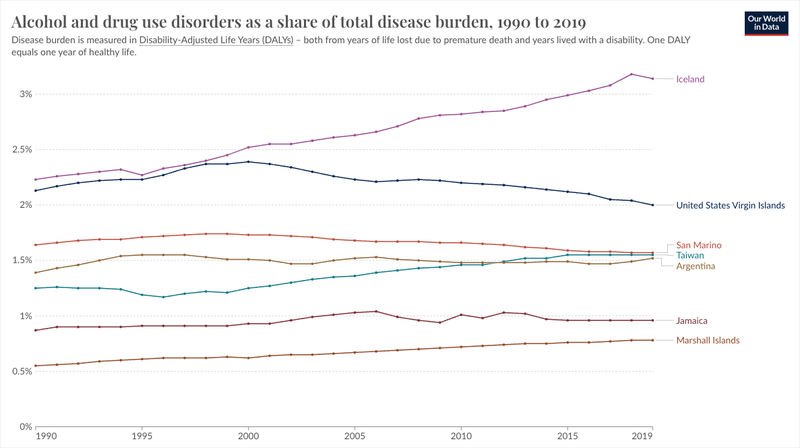 Alcohol and drug use disorders as a share of total disease burden, 1990 to 2019
Our World
in Data
Disease burden is measured in Disability-Adjusted Life Years (DALYs) – both from years of life lost due to premature death and years lived with a disability. One DALY
equals one year of healthy life.
3%
2.5%
2%
1.5%
1%
0.5%
0%
Iceland
United States Virgin Islands
San Marino
Taiwan
Argentina
Jamaica
Marshall Islands
1990
1995
2000
2005
2010
2015
2019